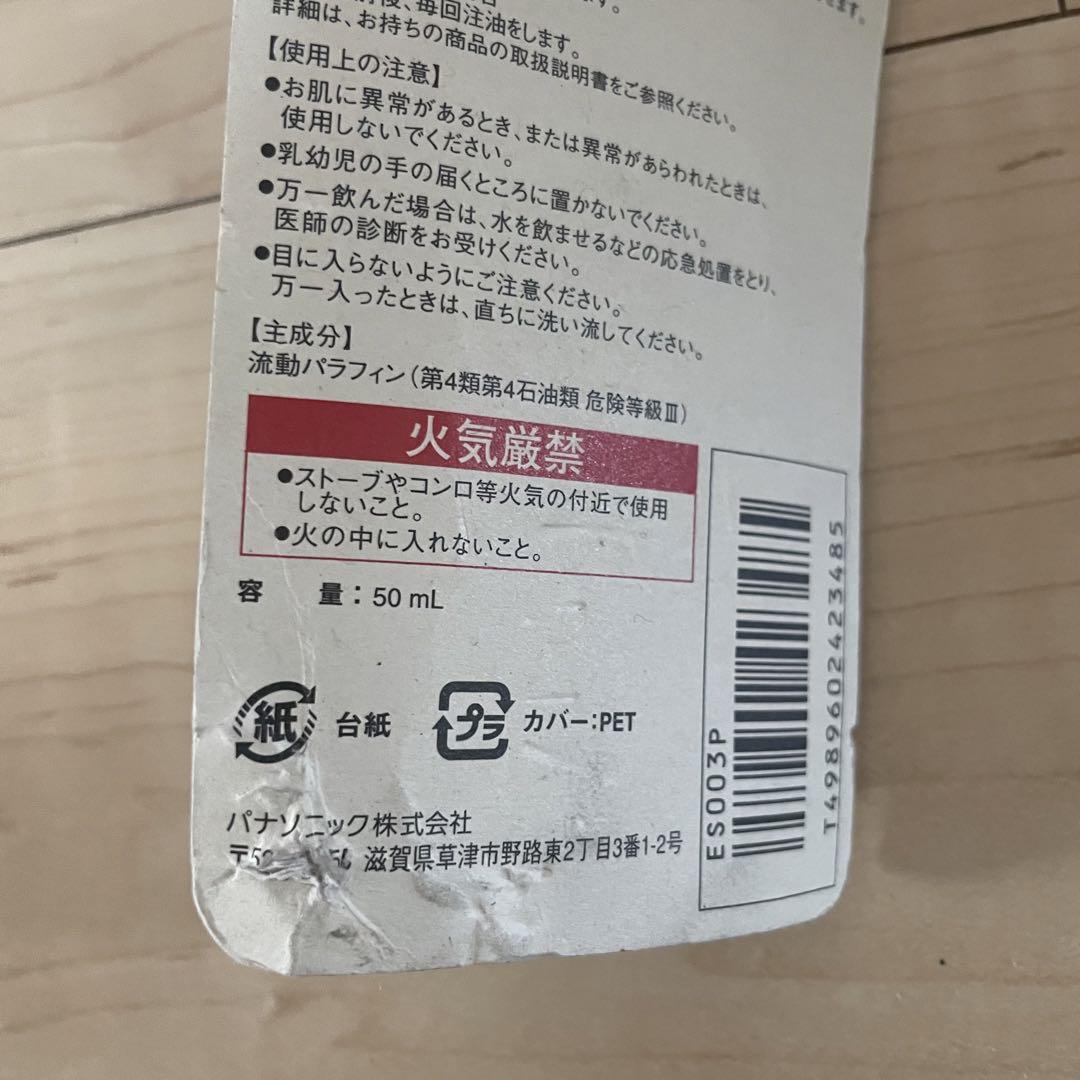 毎回注油をします。
詳細は、お持ちの商品の取扱説明書をご参照ください。
【使用上の注意】
●お肌に異常があるとき、または異常があらわれたときは、
使用しないでください。
●乳幼児の手の届くところに置かないでください。
●万一飲んだ場合は、水を飲ませるなどの応急処置をとり、
医師の診断をお受けください。
●目に入らないようにご注意ください。
万一入ったときは、直ちに洗い流してください。
【主成分】
流動パラフィン（第4類第4石油類 危険等級Ⅲ）
火気厳禁
●ストーブやコンロ等火気の付近で使用
しないこと。
●火の中に入れないこと。
容 量：50 mL
紙 台紙 プラ カバー：PET
パナソニック株式会社
滋賀県草津市野路東2丁目3番1-2号
ES003P
T4989602423485